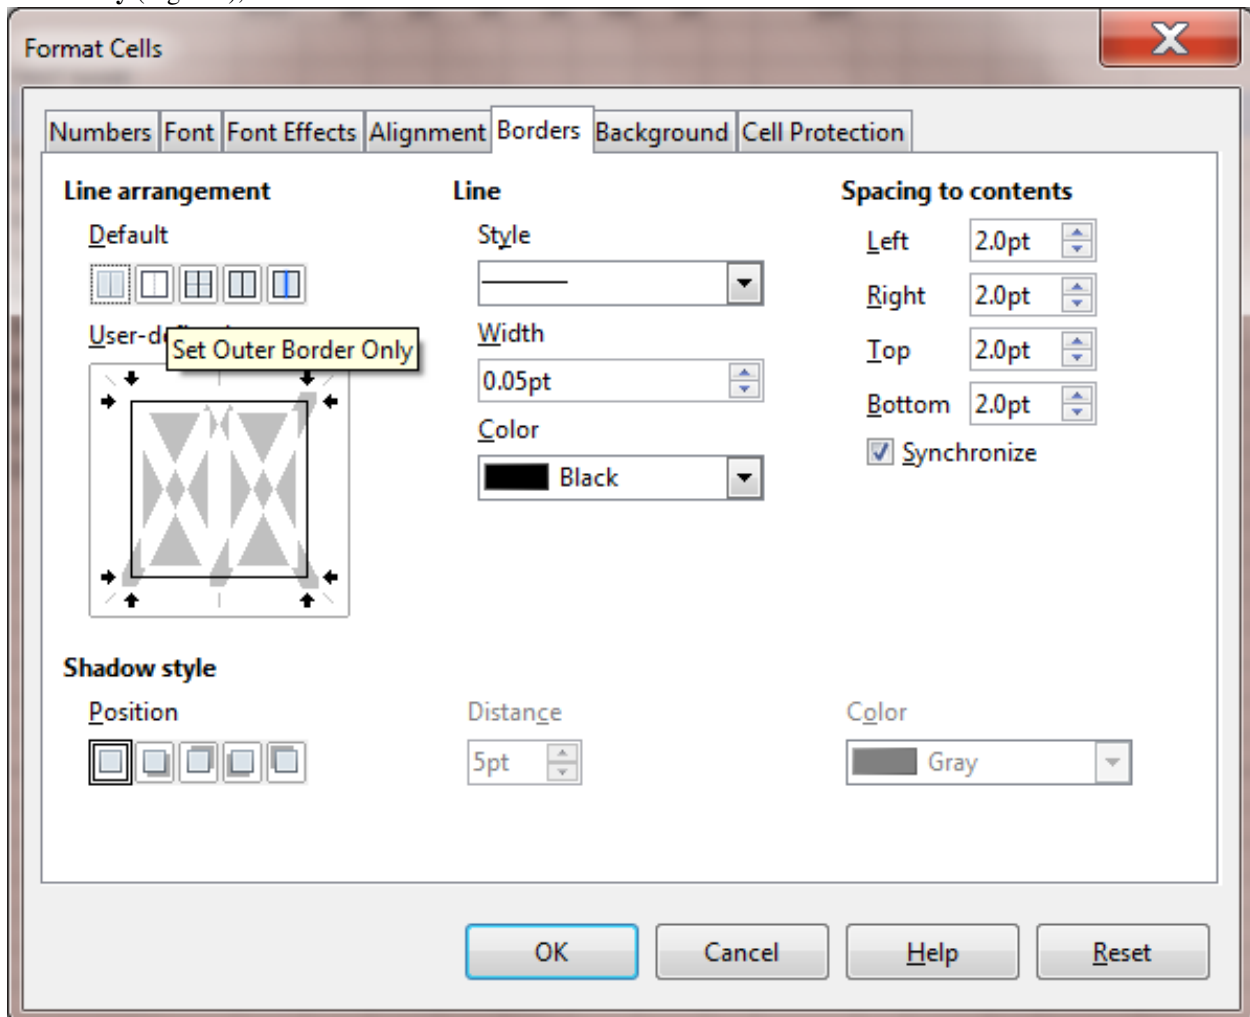 Format Cells
Numbers Font Font Effects Alignment Borders Background Cell Protection
Line arrangement
Default
Set Outer Border Only
Line
Style
Width
0.05pt
Color
Black
Spacing to contents
Left 2.0pt
Right 2.0pt
Top 2.0pt
Bottom 2.0pt
Synchronize
Shadow style
Position
Distance
5pt
Color
Gray
OK Cancel Help Reset